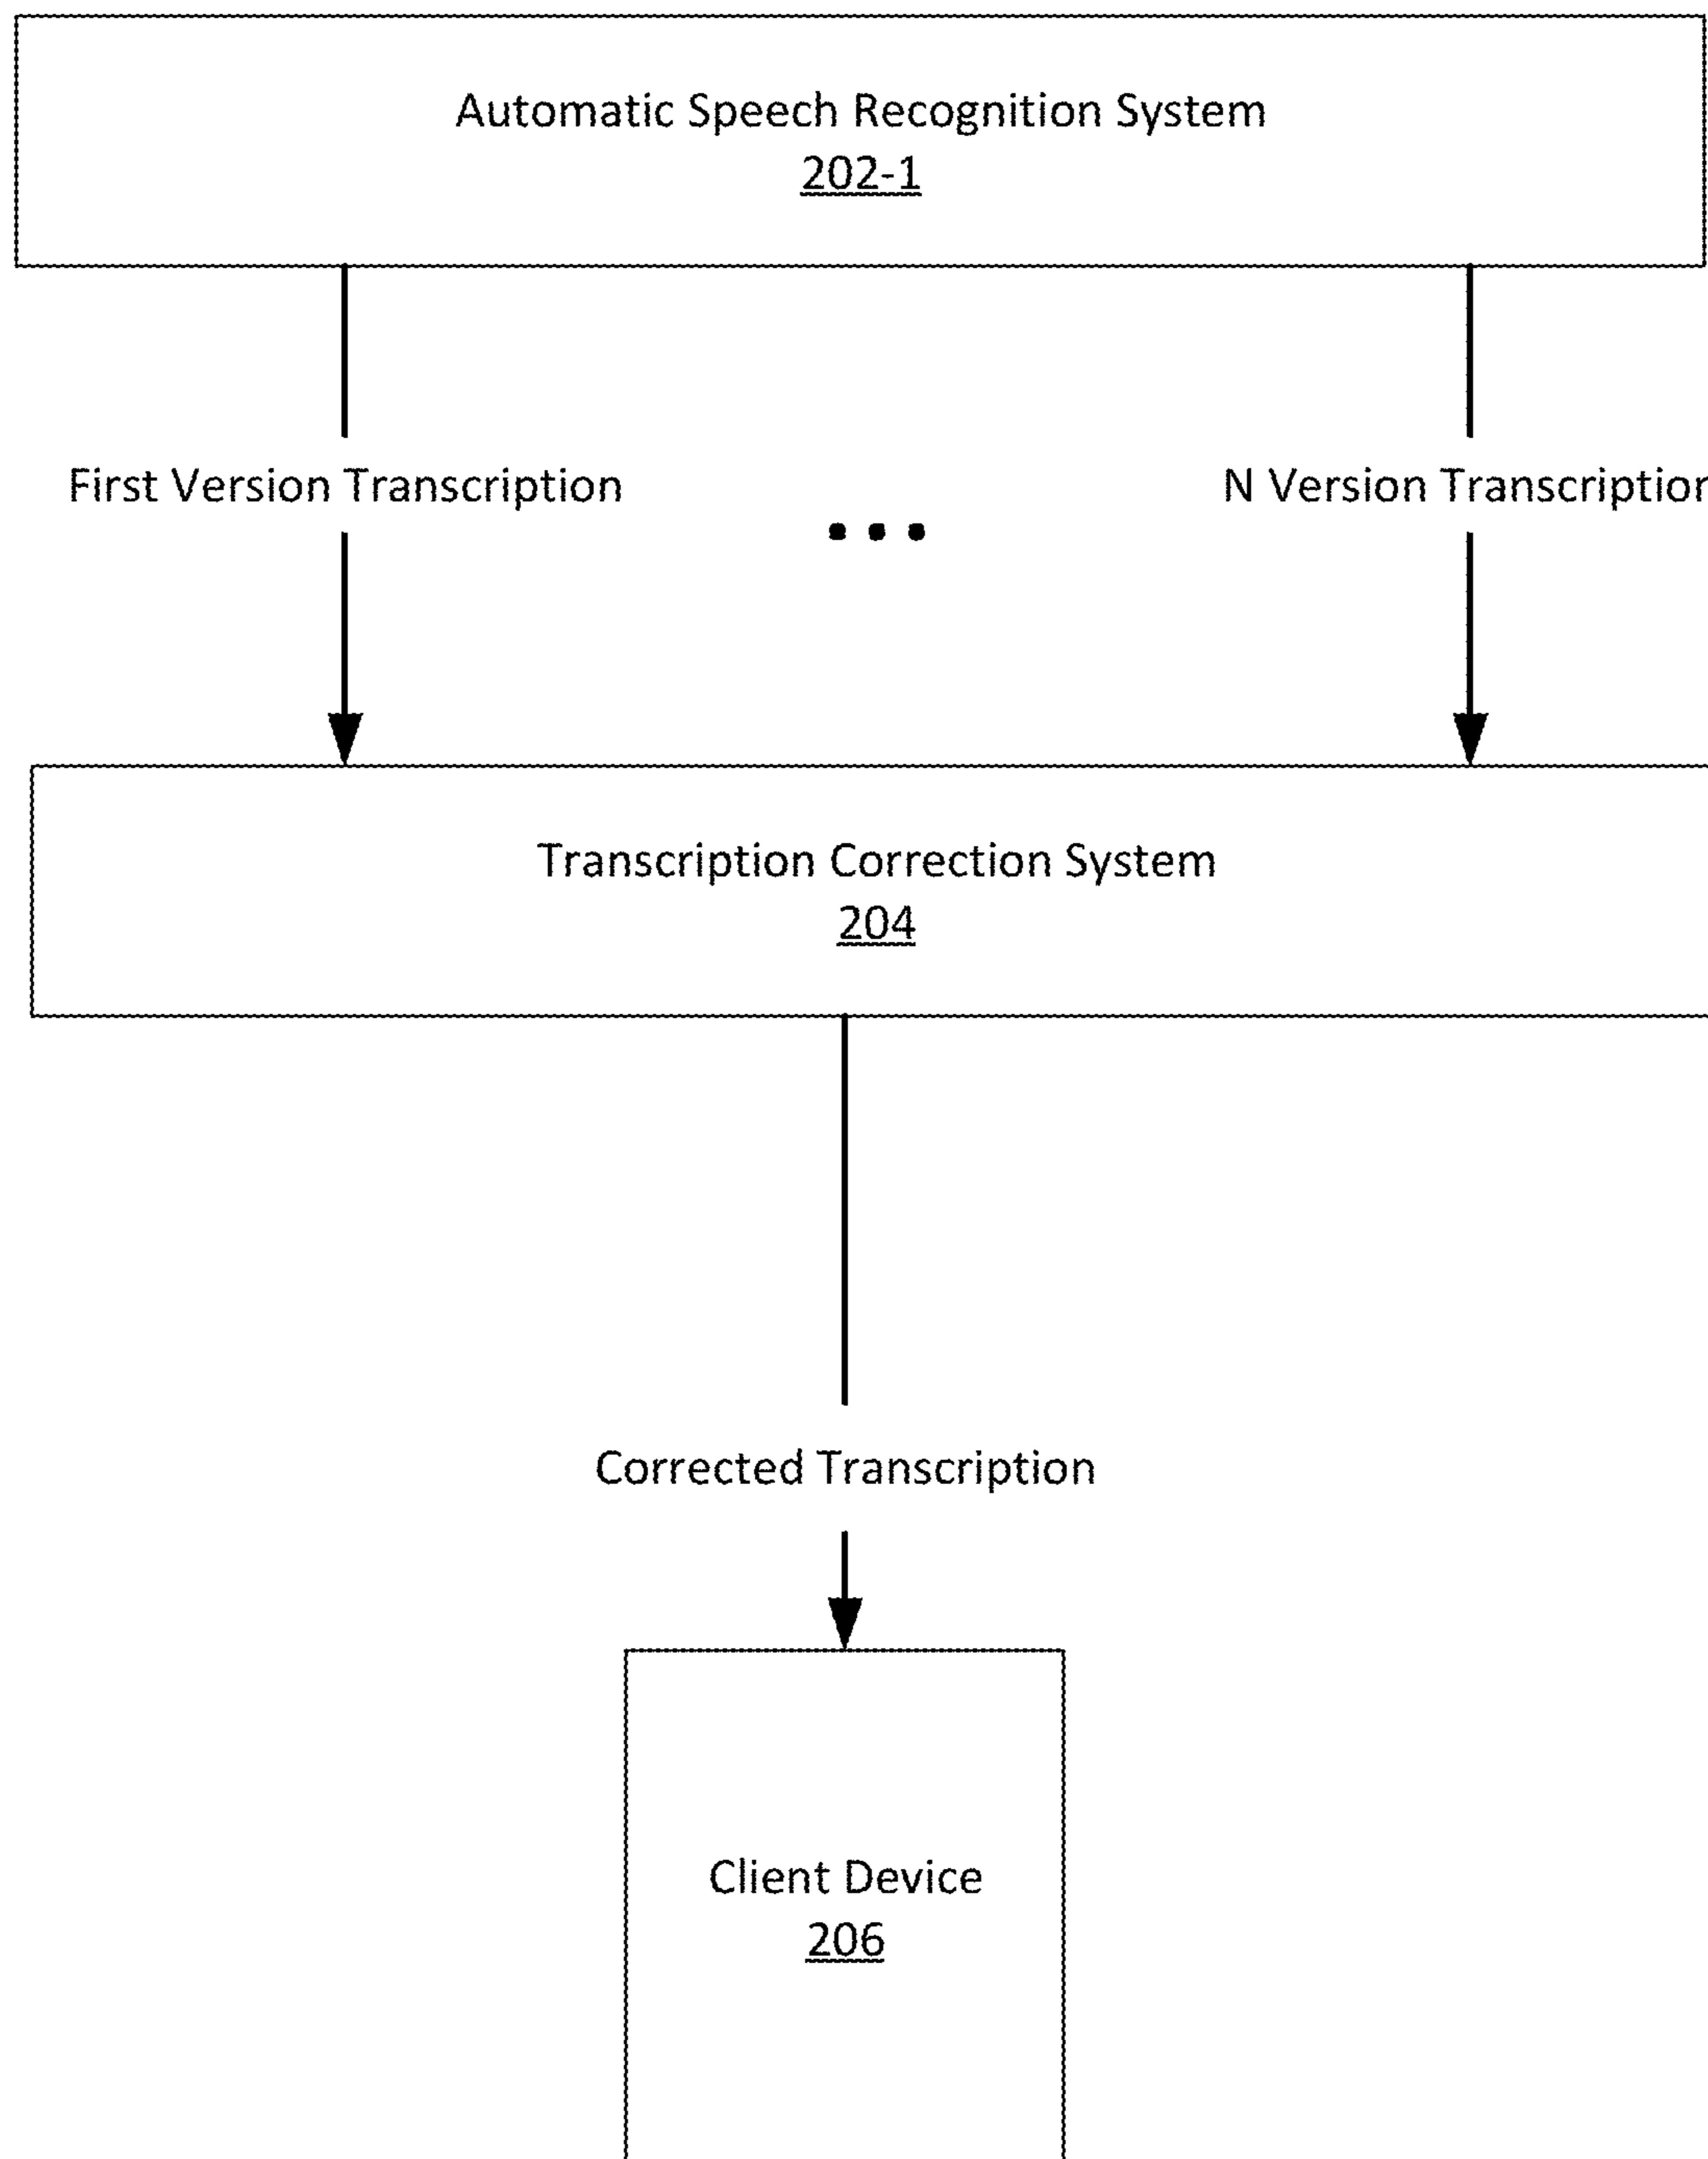 Automatic Speech Recognition System
202-1
First Version Transcription
N Version Transcription
...
Transcription Correction System
204
Corrected Transcription
Client Device
206